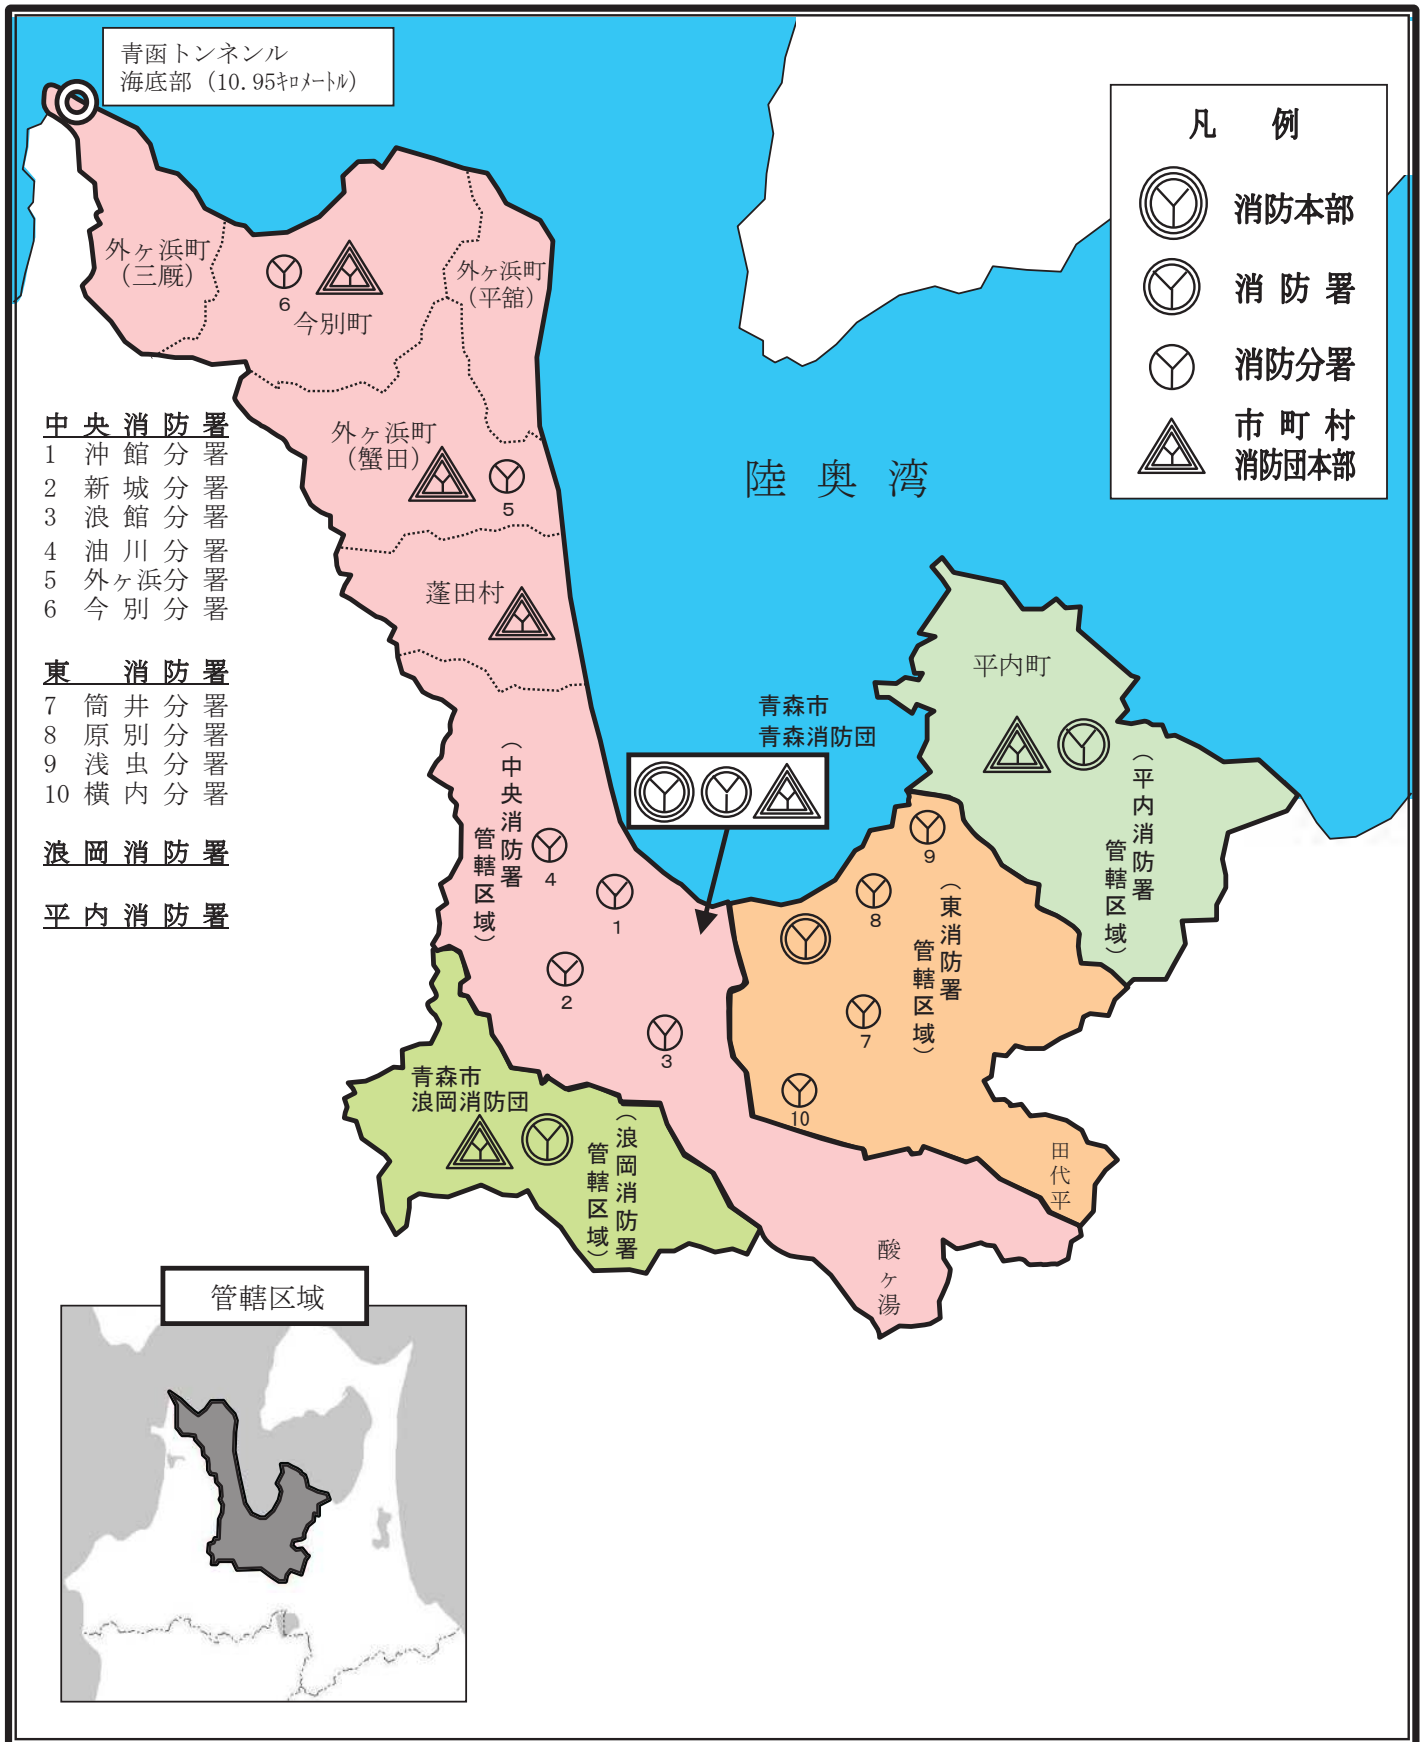 青函トンネンル
海底部（10.95ｷﾛﾒｰﾄﾙ）
凡　例
消防本部
消 防 署
消防分署
市 町 村
消防団本部
外ヶ浜町
（三厩）
6
今別町
外ヶ浜町
（平舘）
外ヶ浜町
（蟹田）
5
蓬田村
陸 奥 湾
中 央 消 防 署
1 沖 館 分 署
2 新 城 分 署
3 浪 館 分 署
4 油 川 分 署
5 外ヶ浜分 署
6 今 別 分 署
東 消 防 署
7 筒 井 分 署
8 原 別 分 署
9 浅 虫 分 署
10 横 内 分 署
浪 岡 消 防 署
平 内 消 防 署
平内町
（平内消防署
管轄区域）
青森市
青森消防団
（中央消防署
管轄区域）
4
1
2
3
9
8
（東消防署
管轄区域）
7
10
田代平
酸ヶ湯
青森市
浪岡消防団
（浪岡消防署
管轄区域）
管轄区域